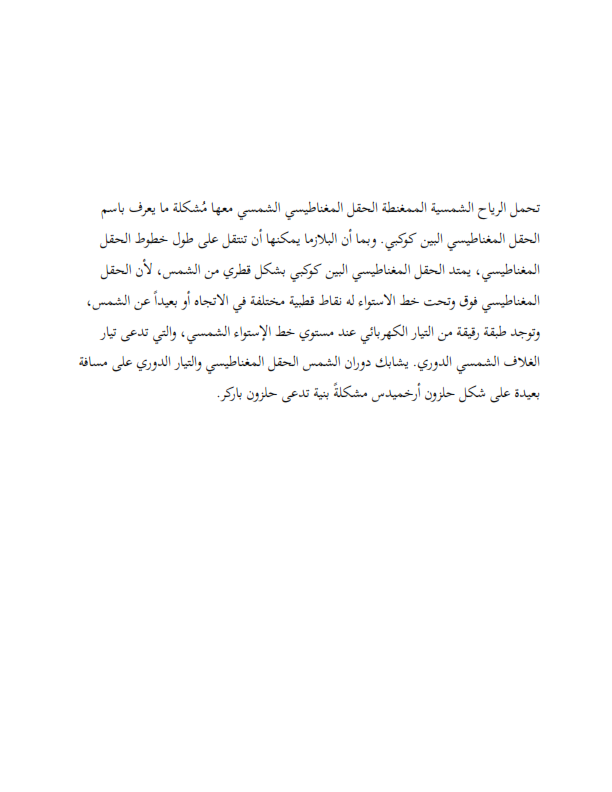 تحمل الرياح الشمسية الممغنطة الحقل المغناطيسي الشمسي معها مُشكلة ما يعرف باسم
الحقل المغناطيسي البين كوكبي. وبما أن البلازما يمكنها أن تنتقل على طول خطوط الحقل
المغناطيسي، يمتد الحقل المغناطيسي البين كوكبي بشكل قطري من الشمس، لأن الحقل
المغناطيسي فوق وتحت خط الاستواء له نقاط قطبية مختلفة في الاتجاه أو بعيداً عن الشمس،
وتوجد طبقة رقيقة من التيار الكهربائي عند مستوي خط الإستواء الشمسي، والتي تدعى تيار
الغلاف الشمسي الدوري. يشابك دوران الشمس الحقل المغناطيسي والتيار الدوري على مسافة
بعيدة على شكل حلزون أرخميدس مشكلةً بنية تدعى حلزون باركر.